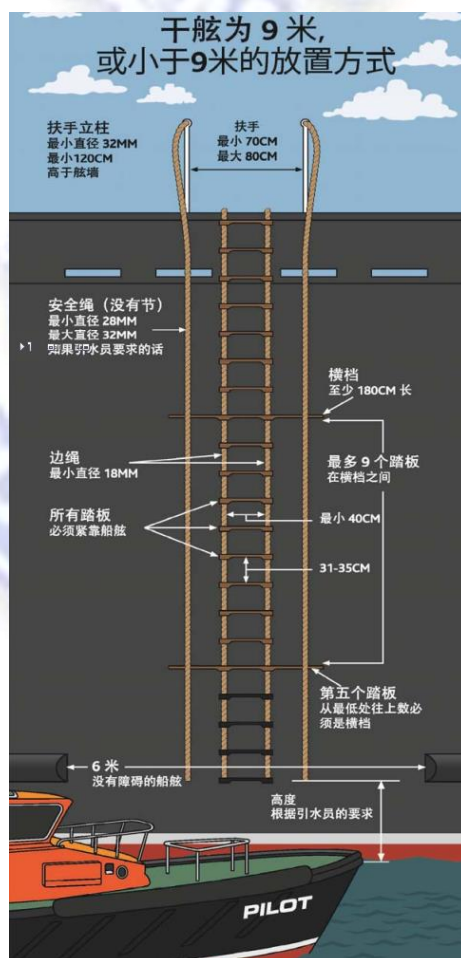 干舷为 9 米,
或小于9米的放置方式
扶手立柱
最小直径 32MM
最小120CM
高于舷墙
扶手
最小 70CM
最大 80CM
安全绳（没有节）
最小直径 28MM
最大直径 32MM
如果引水员要求的话
横档
至少 180CM 长
边绳
最小直径 18MM
最多 9 个踏板
在横档之间
所有踏板
必须紧靠船舷
最小 40CM
31-35CM
第五个踏板
从最低处往上数必
须是横档
6 米
没有障碍的船舷
高度
根据引水员的要求
PILOT